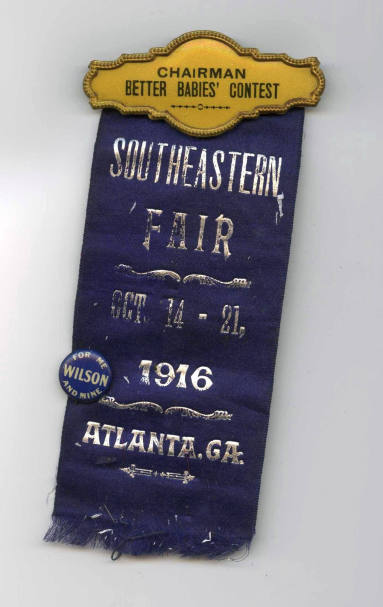 CHAIRMAN
BETTER BABIES' CONTEST
SOUTHEASTERN
FAIR
OCT. 14 - 21,
1916
FOR ME
WILSON
AND MINE
ATLANTA, GA.